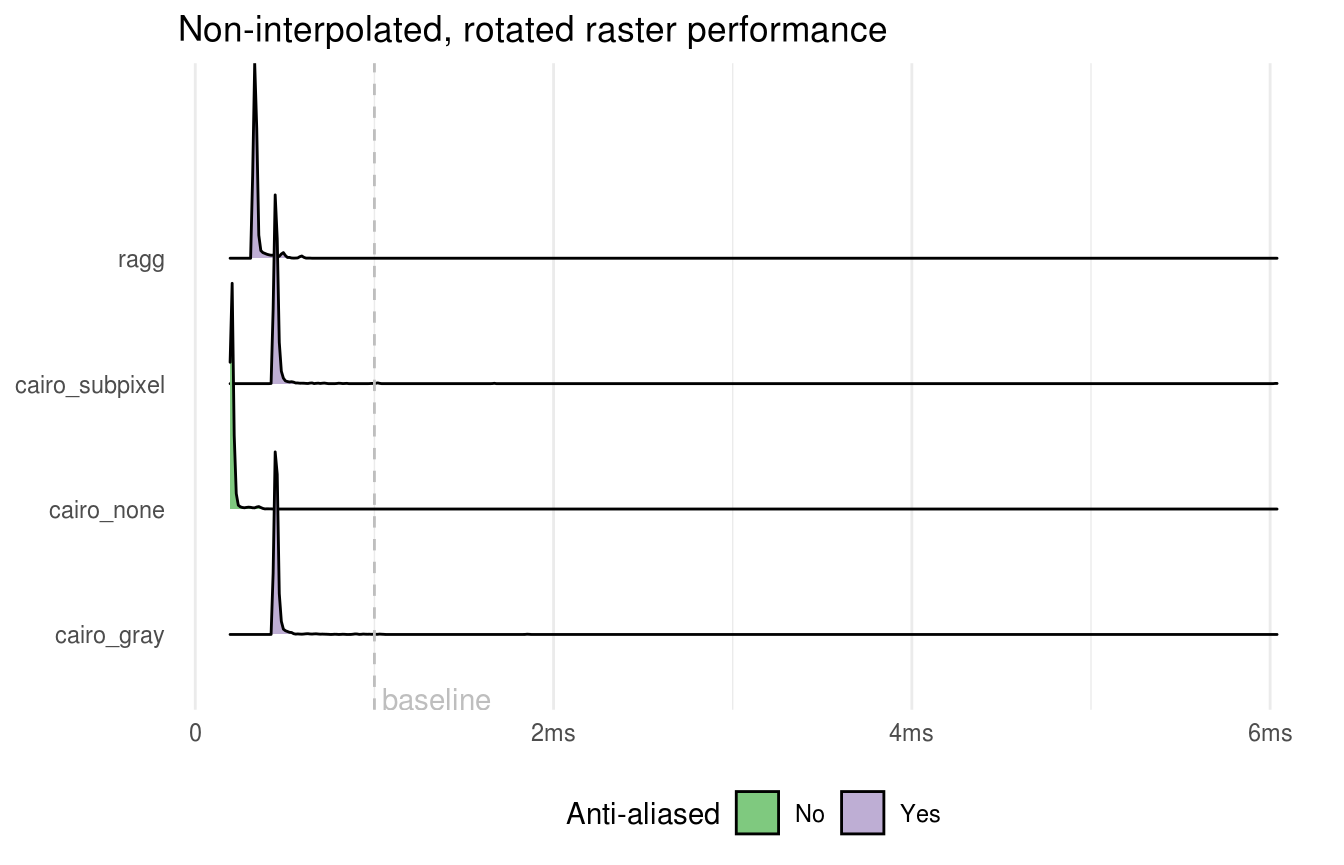 Non-interpolated, rotated raster performance
ragg
cairo_subpixel
cairo_none
cairo_gray
baseline
0 2ms 4ms 6ms
Anti-aliased No Yes